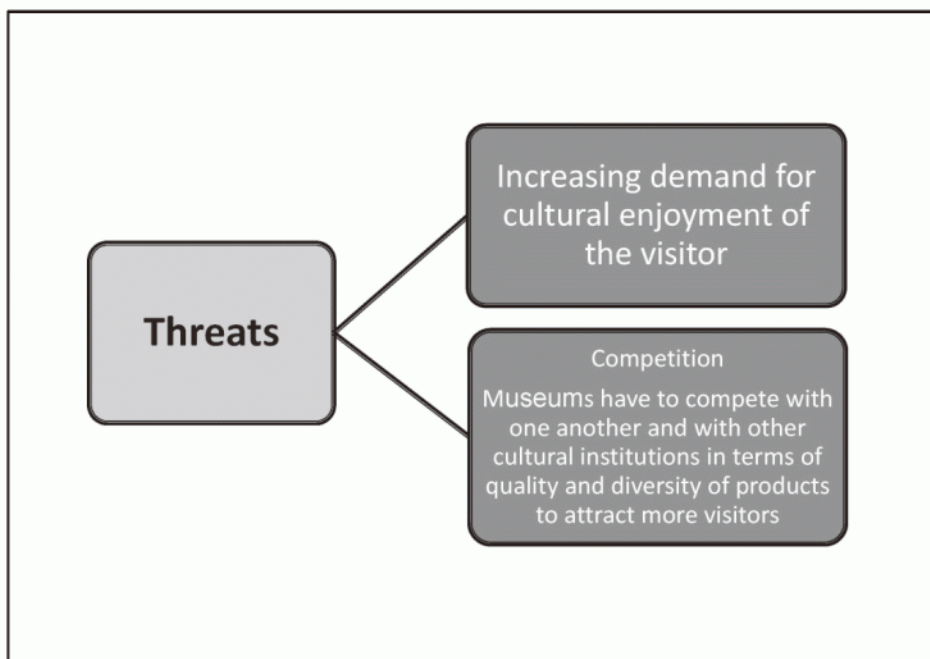 Threats
Increasing demand for
cultural enjoyment of
the visitor
Competition
Museums have to compete with
one another and with other
cultural institutions in terms of
quality and diversity of products
to attract more visitors